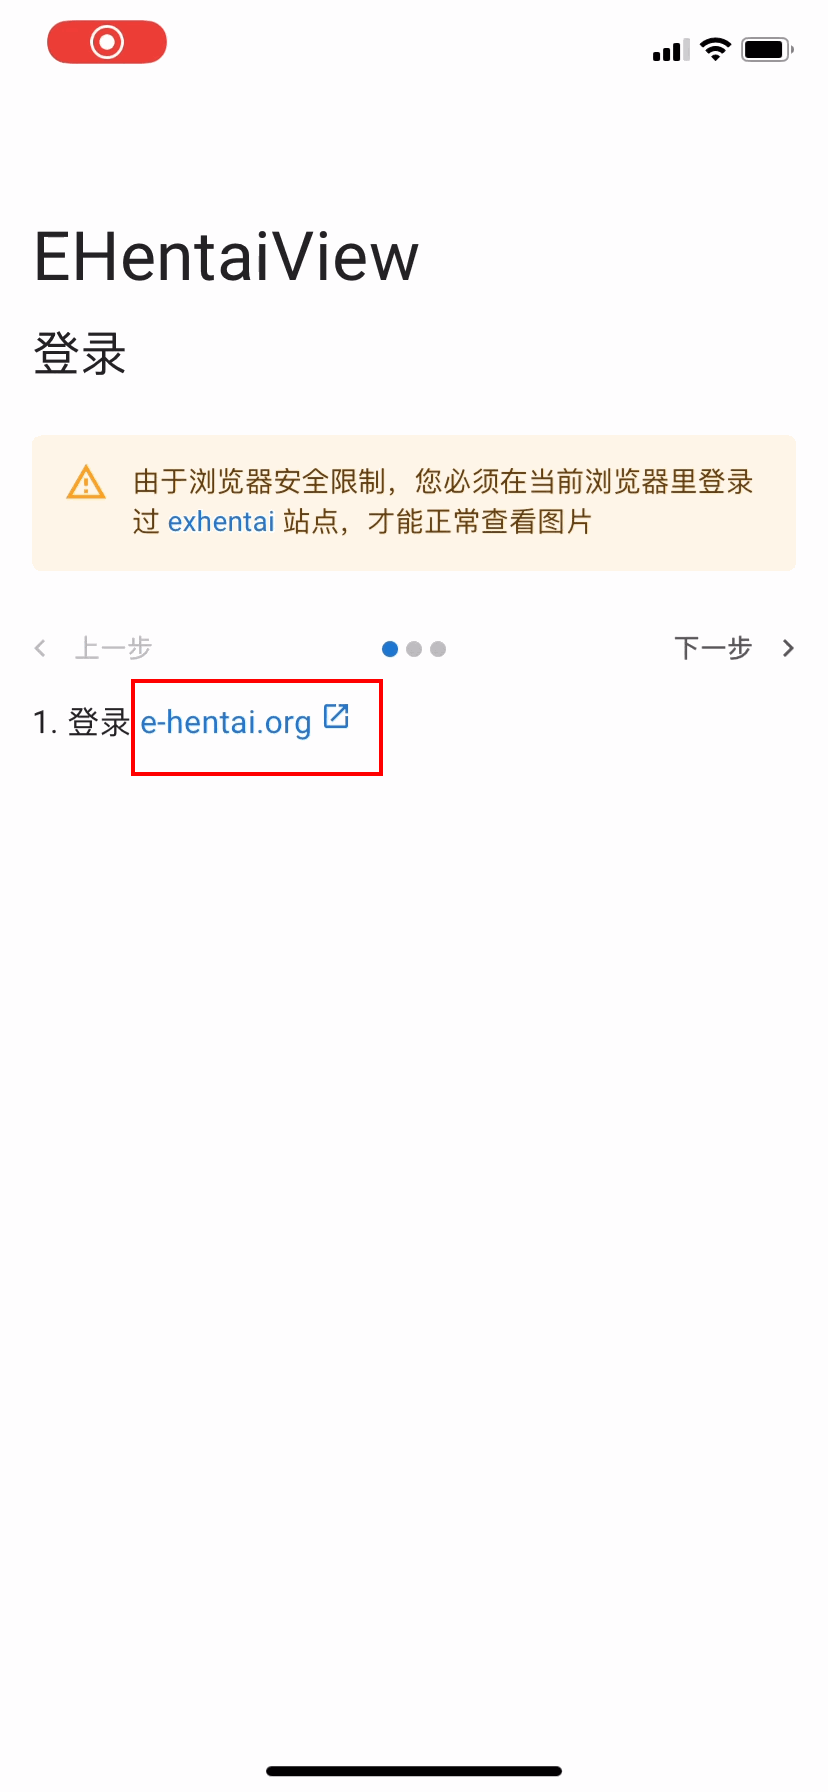 EHentaiView
登录
由于浏览器安全限制，您必须在当前浏览器里登录
过 exhentai 站点，才能正常查看图片
上一步
下一步
1. 登录 e-hentai.org